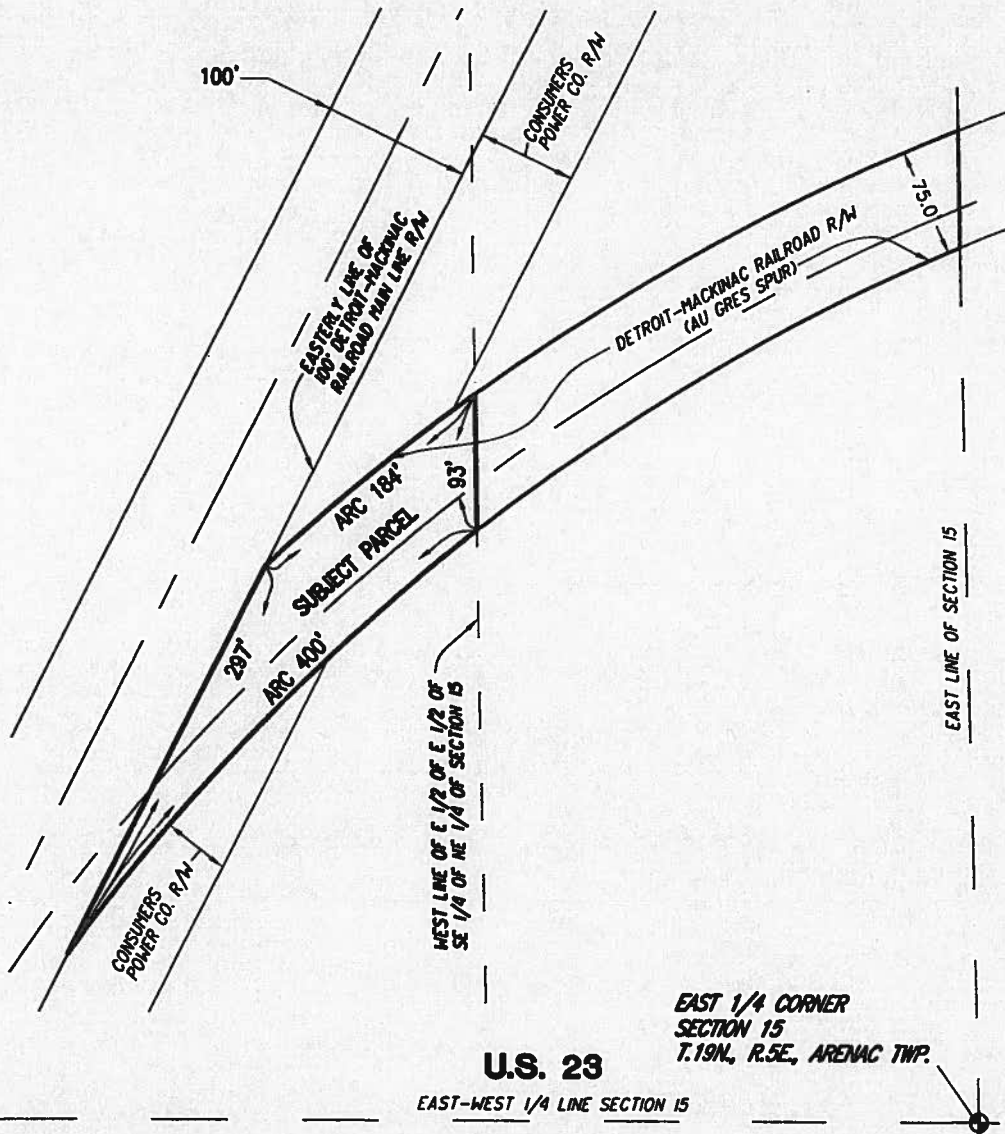 100'
CONSUMERS
POWER CO. R/W
EASTERLY LINE OF
100' DETROIT-MACKINAC
RAILROAD MAIN LINE R/W
75.0
DETROIT-MACKINAC RAILROAD R/W
(AU GRES SPUR)
ARC 184'
93'
SUBJECT PARCEL
297'
ARC 400'
EAST LINE OF SECTION 15
WEST LINE OF E 1/2 OF E 1/2 OF
SE 1/4 OF NE 1/4 OF SECTION 15
CONSUMERS
POWER CO. R/W
EAST 1/4 CORNER
SECTION 15
T.19N., R.5E., ARENAC TWP.
U.S. 23
EAST-WEST 1/4 LINE SECTION 15